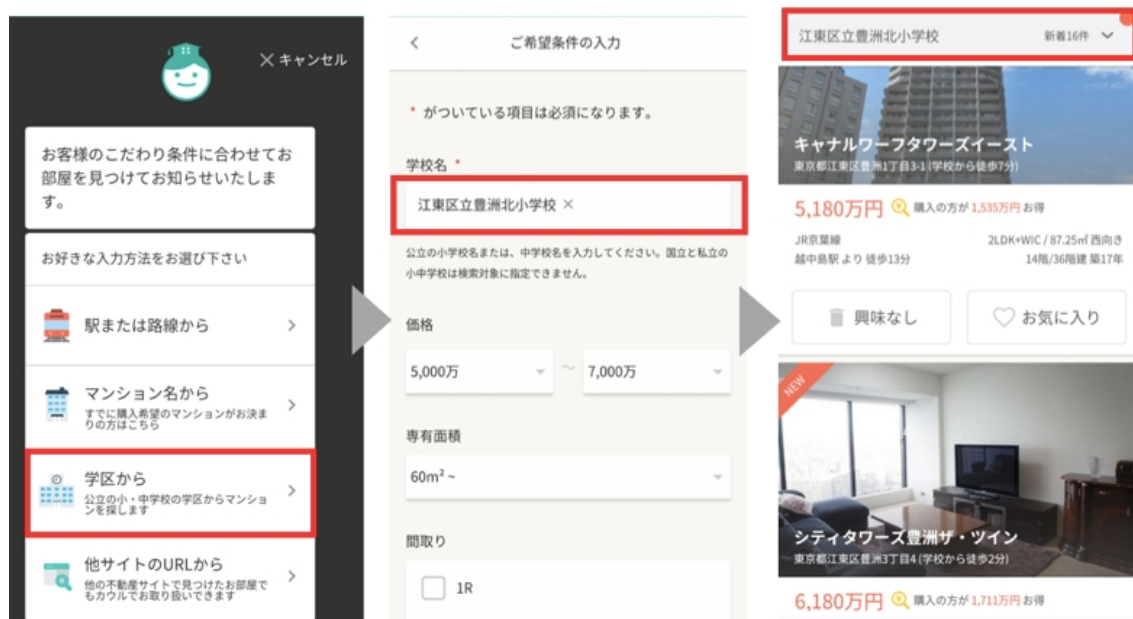 キャンセル
お客様のこだわり条件に合わせてお
部屋を見つけてお知らせいたしま
す。
お好きな入力方法をお選び下さい
駅または路線から
マンション名から
すでに購入希望のマンションがお決ま
りの方はこちら
学区から
公立の小・中学校の学区からマンショ
ンを探します
他サイトのURLから
他の不動産サイトで見つけたお部屋で
もカウルでお取り扱いできます
ご希望条件の入力
* がついている項目は必須になります。
学校名 *
江東区立豊洲北小学校 ×
公立の小学校名または、中学校名を入力してください。国立と私立の
小中学校は検索対象に指定できません。
価格
5,000万 ～ 7,000万
専有面積
60m² ~
間取り
1R
江東区立豊洲北小学校 新着16件
キャナルワーフタワーズイースト
東京都江東区豊洲1丁目3-1 (学校から徒歩7分)
5,180万円 購入の方が 1,535万円 お得
JR京葉線 2LDK+WIC / 87.25㎡ 西向き
越中島駅 より 徒歩13分 14階/36階建 築17年
興味なし お気に入り
NEW
シティタワーズ豊洲ザ・ツイン
東京都江東区豊洲3丁目4 (学校から徒歩2分)
6,180万円 購入の方が 1,711万円 お得